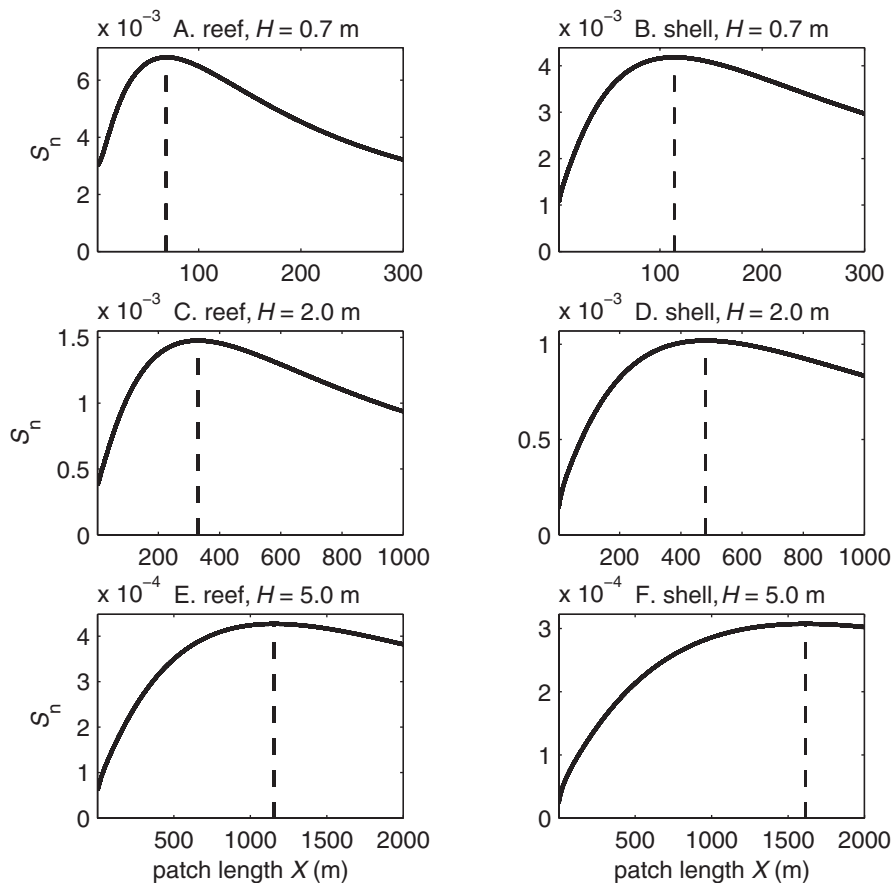 x 10⁻³ A. reef, H = 0.7 m
6
4
2
0
Sₙ
100 200 300
x 10⁻³ B. shell, H = 0.7 m
4
3
2
1
0
100 200 300
x 10⁻³ C. reef, H = 2.0 m
1.5
1
0.5
0
Sₙ
200 400 600 800 1000
x 10⁻³ D. shell, H = 2.0 m
1
0.5
0
200 400 600 800 1000
x 10⁻⁴ E. reef, H = 5.0 m
4
3
2
1
0
Sₙ
500 1000 1500 2000
patch length X (m)
x 10⁻⁴ F. shell, H = 5.0 m
3
2
1
0
500 1000 1500 2000
patch length X (m)